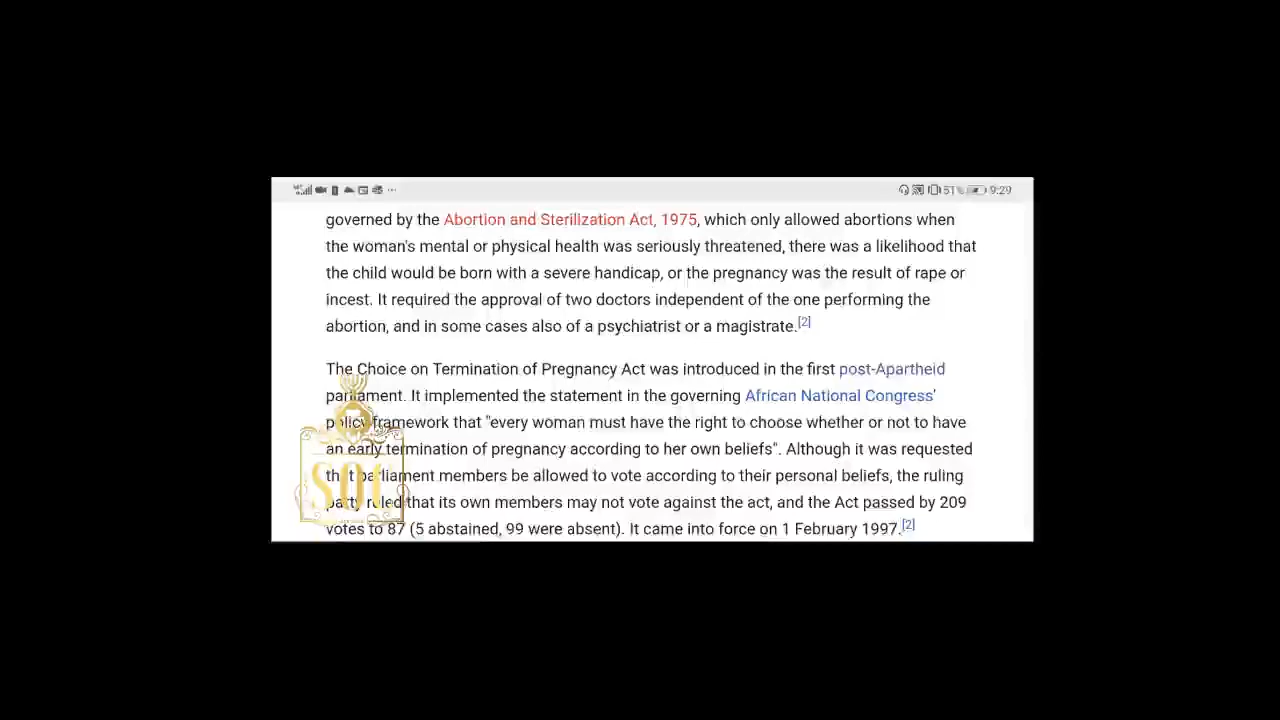 51% 9:29
governed by the Abortion and Sterilization Act, 1975, which only allowed abortions when
the woman's mental or physical health was seriously threatened, there was a likelihood that
the child would be born with a severe handicap, or the pregnancy was the result of rape or
incest. It required the approval of two doctors independent of the one performing the
abortion, and in some cases also of a psychiatrist or a magistrate.[2]
The Choice on Termination of Pregnancy Act was introduced in the first post-Apartheid
parliament. It implemented the statement in the governing African National Congress'
policy framework that "every woman must have the right to choose whether or not to have
an early termination of pregnancy according to her own beliefs". Although it was requested
that parliament members be allowed to vote according to their personal beliefs, the ruling
party ruled that its own members may not vote against the act, and the Act passed by 209
votes to 87 (5 abstained, 99 were absent). It came into force on 1 February 1997.[2]